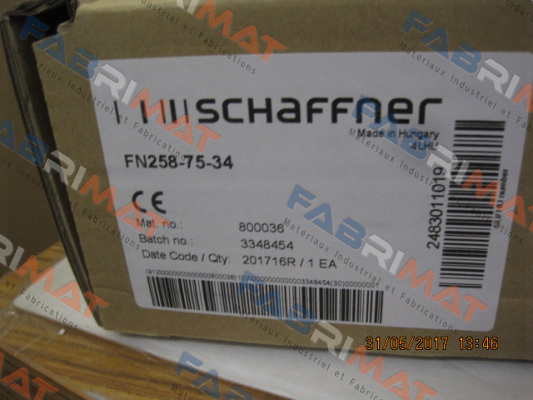 SCHAFFNER
Made in Hungary
4LHU
FN258-75-34
CE
Mat. no.: 800036
Batch no.: 3348454
Date Code / Qty: 201716R / 1 EA
2483011019
31/05/2017 13:46
FABRIMAT
Materiaux Industriel et Fabrications